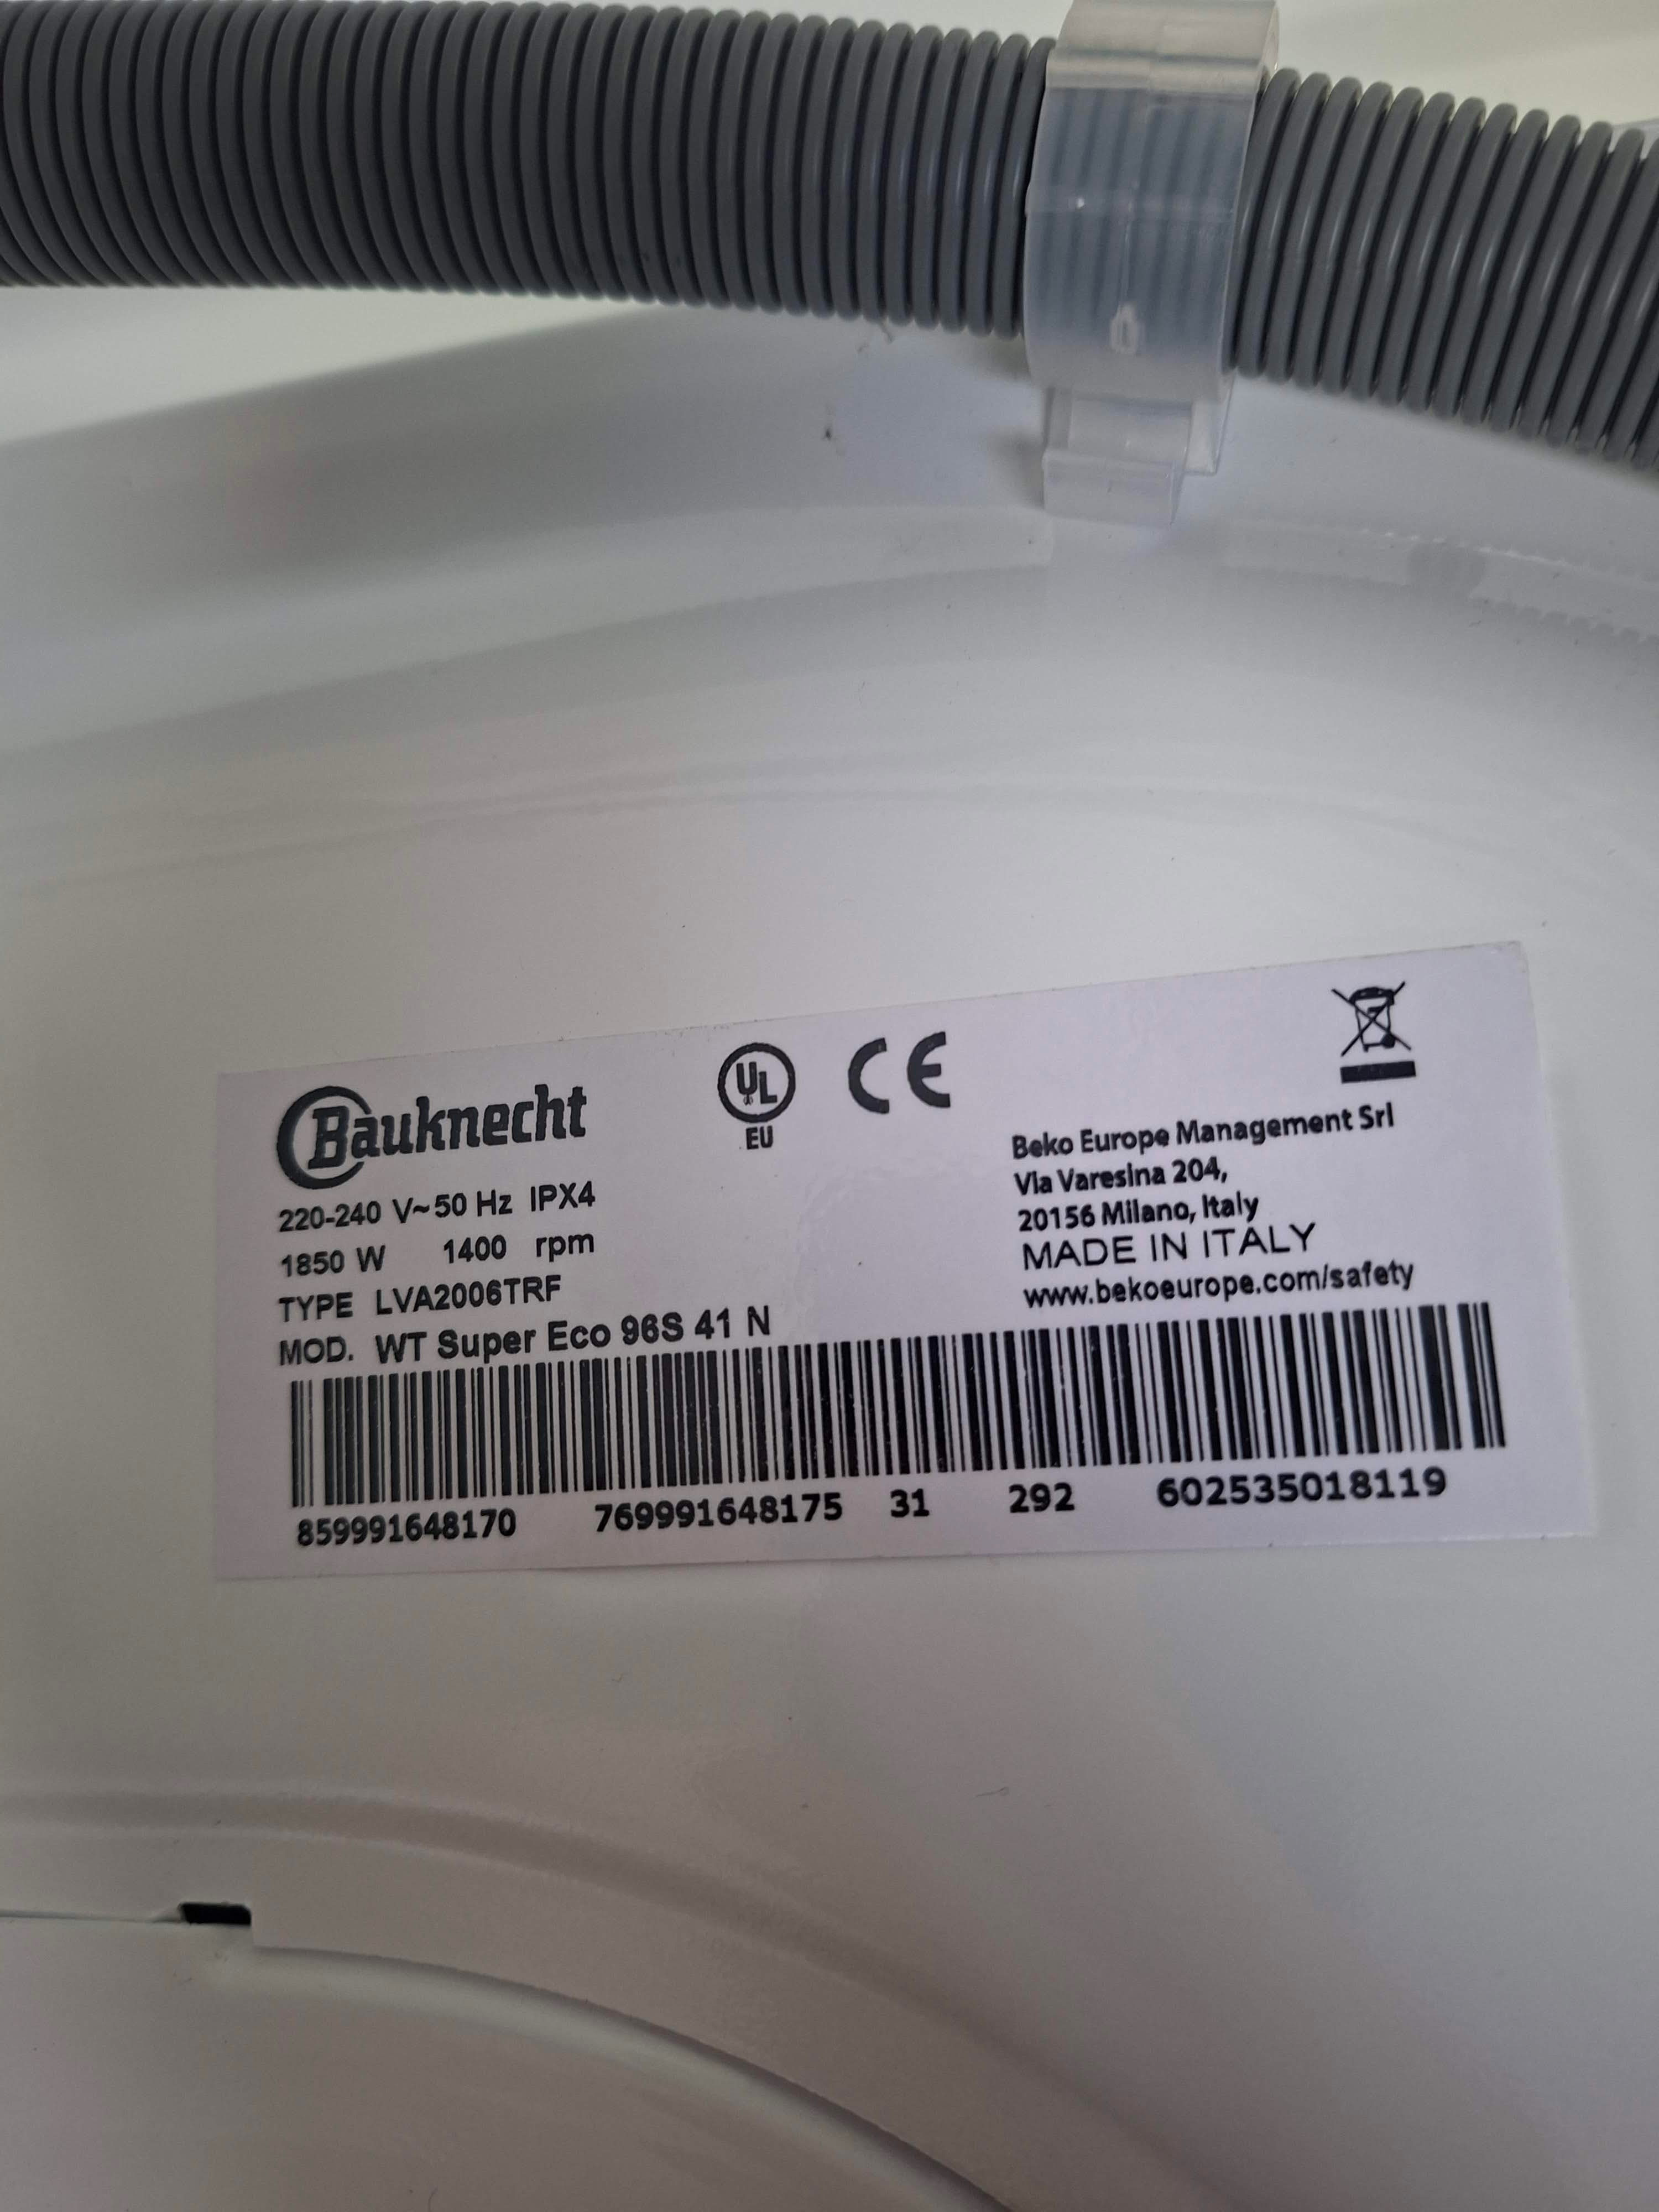 Bauknecht
UL
EU
CE
220-240 V~50 Hz IPX4
1850 W 1400 rpm
TYPE LVA2006TRF
MOD. WT Super Eco 96S 41 N
Beko Europe Management Srl
Via Varesina 204,
20156 Milano, Italy
MADE IN ITALY
www.bekoeurope.com/safety
859991648170 769991648175 31 292 602535018119